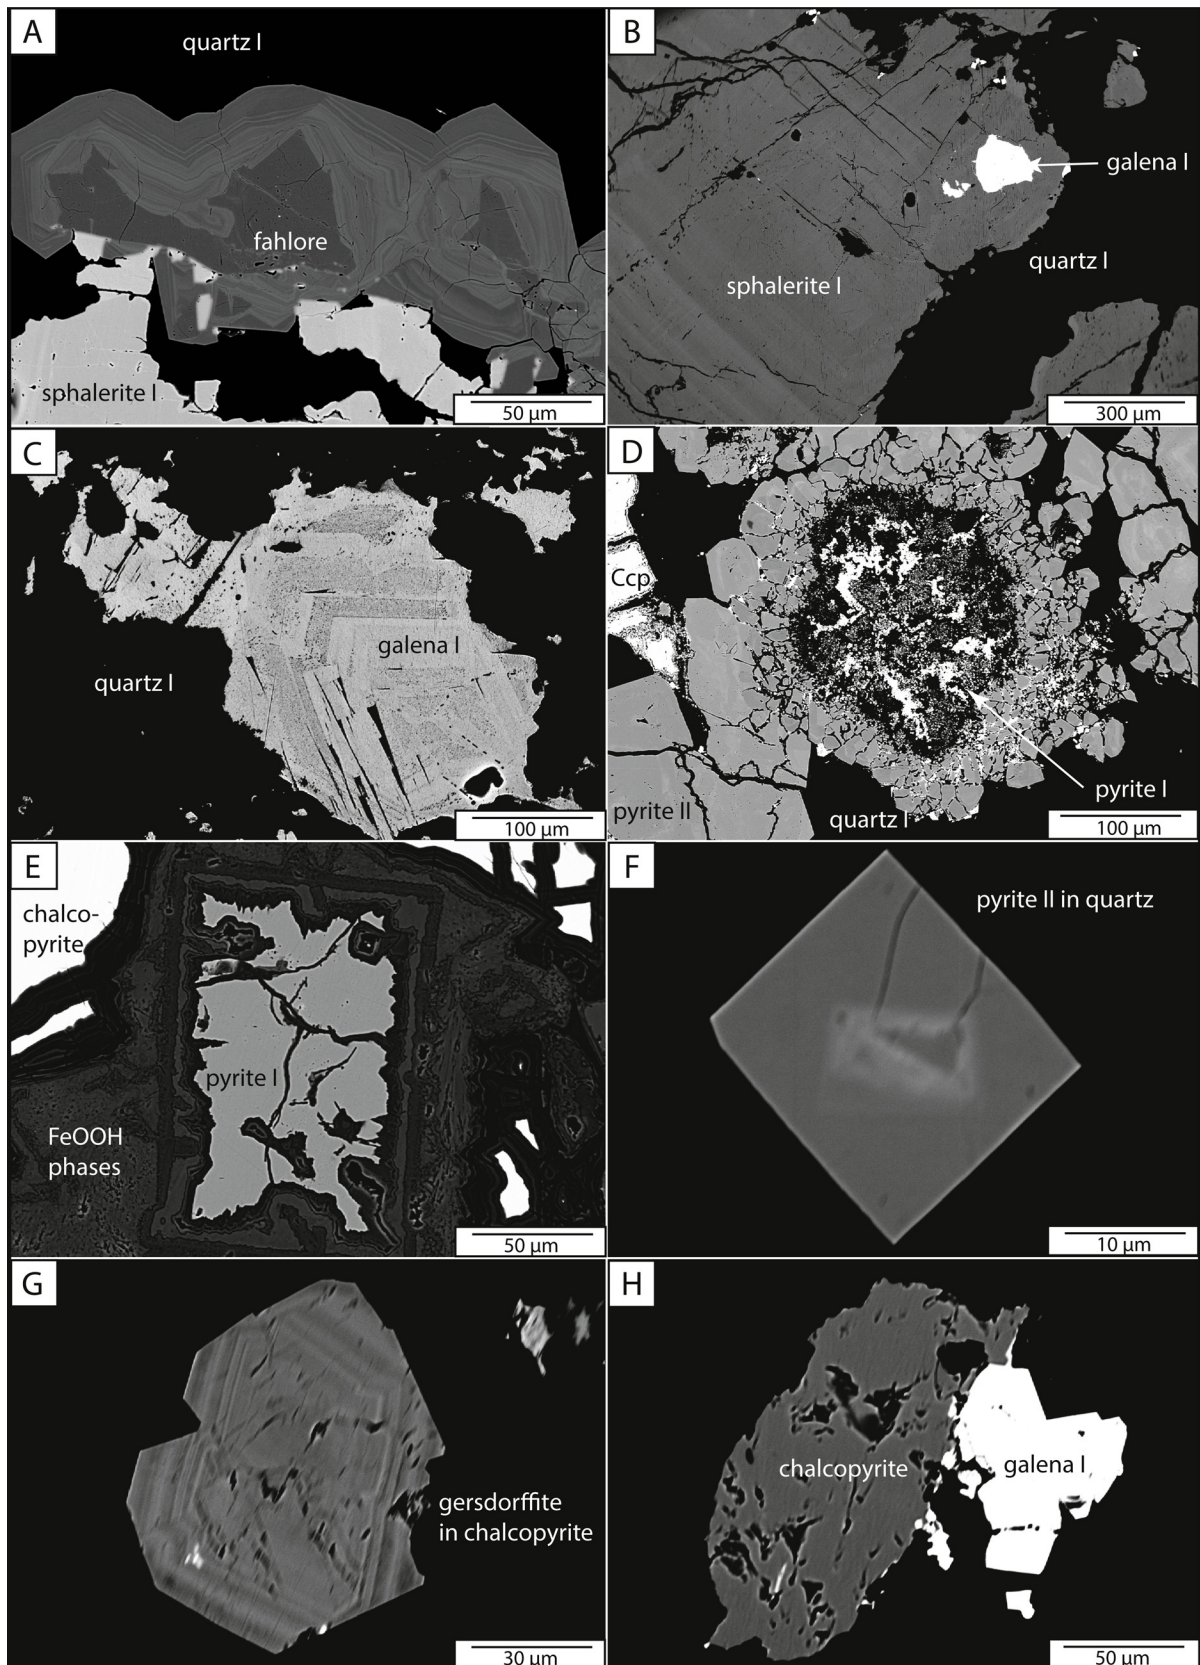 A
quartz I
fahlore
sphalerite I
50 µm
B
galena I
quartz I
sphalerite I
300 µm
C
galena I
quartz I
100 µm
D
Ccp
pyrite I
pyrite II
quartz I
100 µm
E
chalco-
pyrite
pyrite I
FeOOH
phases
50 µm
F
pyrite II in quartz
10 µm
G
gersdorffite
in chalcopyrite
30 µm
H
chalcopyrite
galena I
50 µm